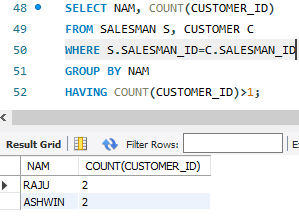 48 SELECT NAM, COUNT(CUSTOMER_ID)
49 FROM SALESMAN S, CUSTOMER C
50 WHERE S.SALESMAN_ID=C.SALESMAN_ID
51 GROUP BY NAM
52 HAVING COUNT(CUSTOMER_ID)>1;
Result Grid Filter Rows: E
NAM COUNT(CUSTOMER_ID)
RAJU 2
ASHWIN 2